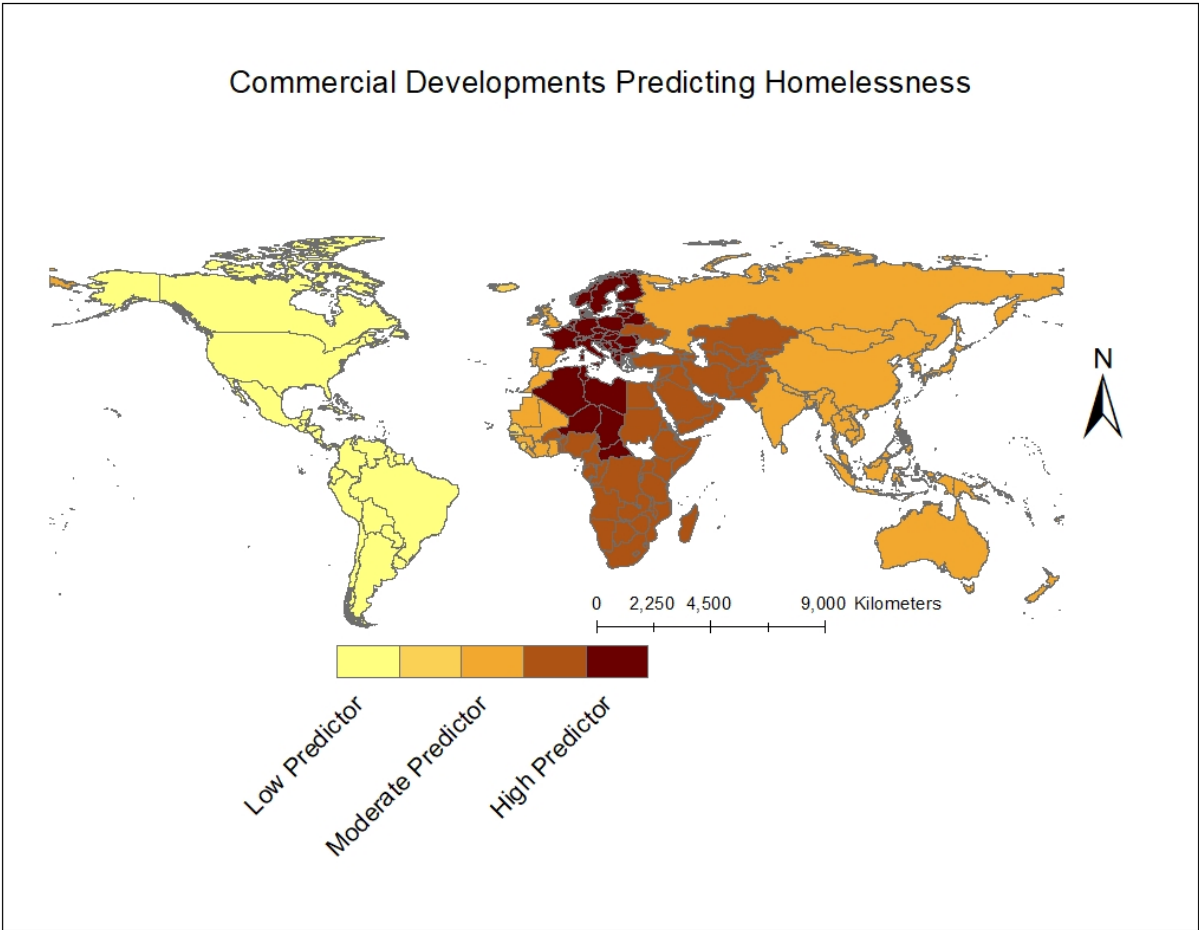 Commercial Developments Predicting Homelessness
N
0 2,250 4,500 9,000 Kilometers
Low Predictor
Moderate Predictor
High Predictor